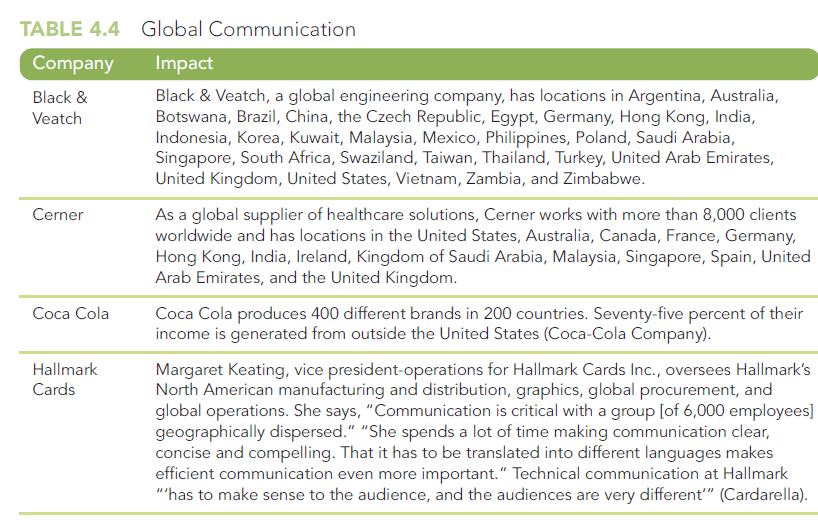 TABLE 4.4 Global Communication
Company Impact
Black & Veatch, a global engineering company, has locations in Argentina, Australia,
Black &
Veatch
Botswana, Brazil, China, the Czech Republic, Egypt, Germany, Hong Kong, India,
Indonesia, Korea, Kuwait, Malaysia, Mexico, Philippines, Poland, Saudi Arabia,
Singapore, South Africa, Swaziland, Taiwan, Thailand, Turkey, United Arab Emirates,
United Kingdom, United States, Vietnam, Zambia, and Zimbabwe.
Cerner
As a global supplier of healthcare solutions, Cerner works with more than 8,000 clients
worldwide and has locations in the United States, Australia, Canada, France, Germany,
Hong Kong, India, Ireland, Kingdom of Saudi Arabia, Malaysia, Singapore, Spain, United
Arab Emirates, and the United Kingdom.
Coca Cola
Coca Cola produces 400 different brands in 200 countries. Seventy-five percent of their
income is generated from outside the United States (Coca-Cola Company).
Hallmark
Cards
Margaret Keating, vice president-operations for Hallmark Cards Inc., oversees Hallmark’s
North American manufacturing and distribution, graphics, global procurement, and
global operations. She says, “Communication is critical with a group [of 6,000 employees]
geographically dispersed.” “She spends a lot of time making communication clear,
concise and compelling. That it has to be translated into different languages makes
efficient communication even more important.” Technical communication at Hallmark
“‘has to make sense to the audience, and the audiences are very different’” (Cardarella).